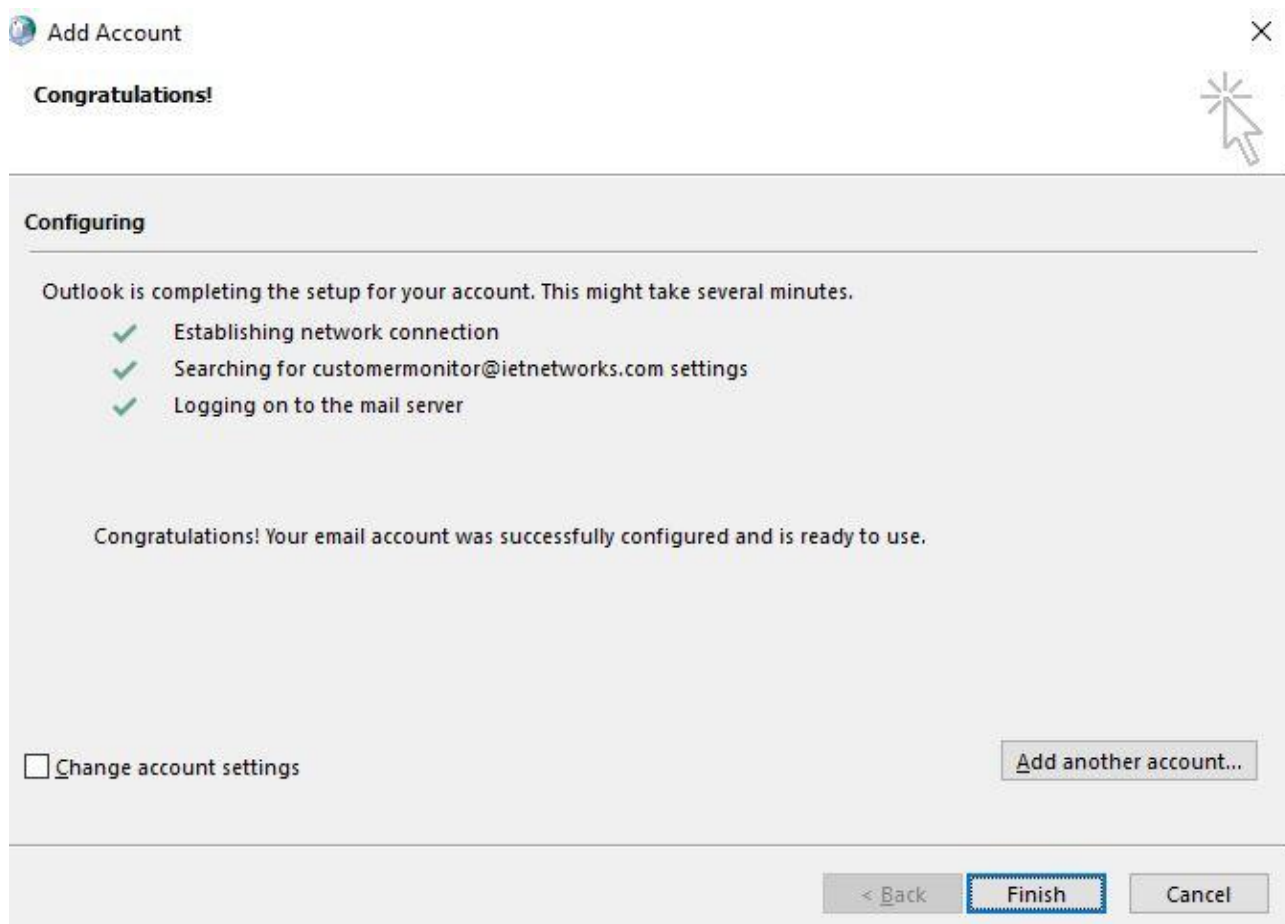 Add Account
Congratulations!
Configuring
Outlook is completing the setup for your account. This might take several minutes.
Establishing network connection
Searching for customermonitor@ietnetworks.com settings
Logging on to the mail server
Congratulations! Your email account was successfully configured and is ready to use.
Change account settings
Add another account...
< Back
Finish
Cancel